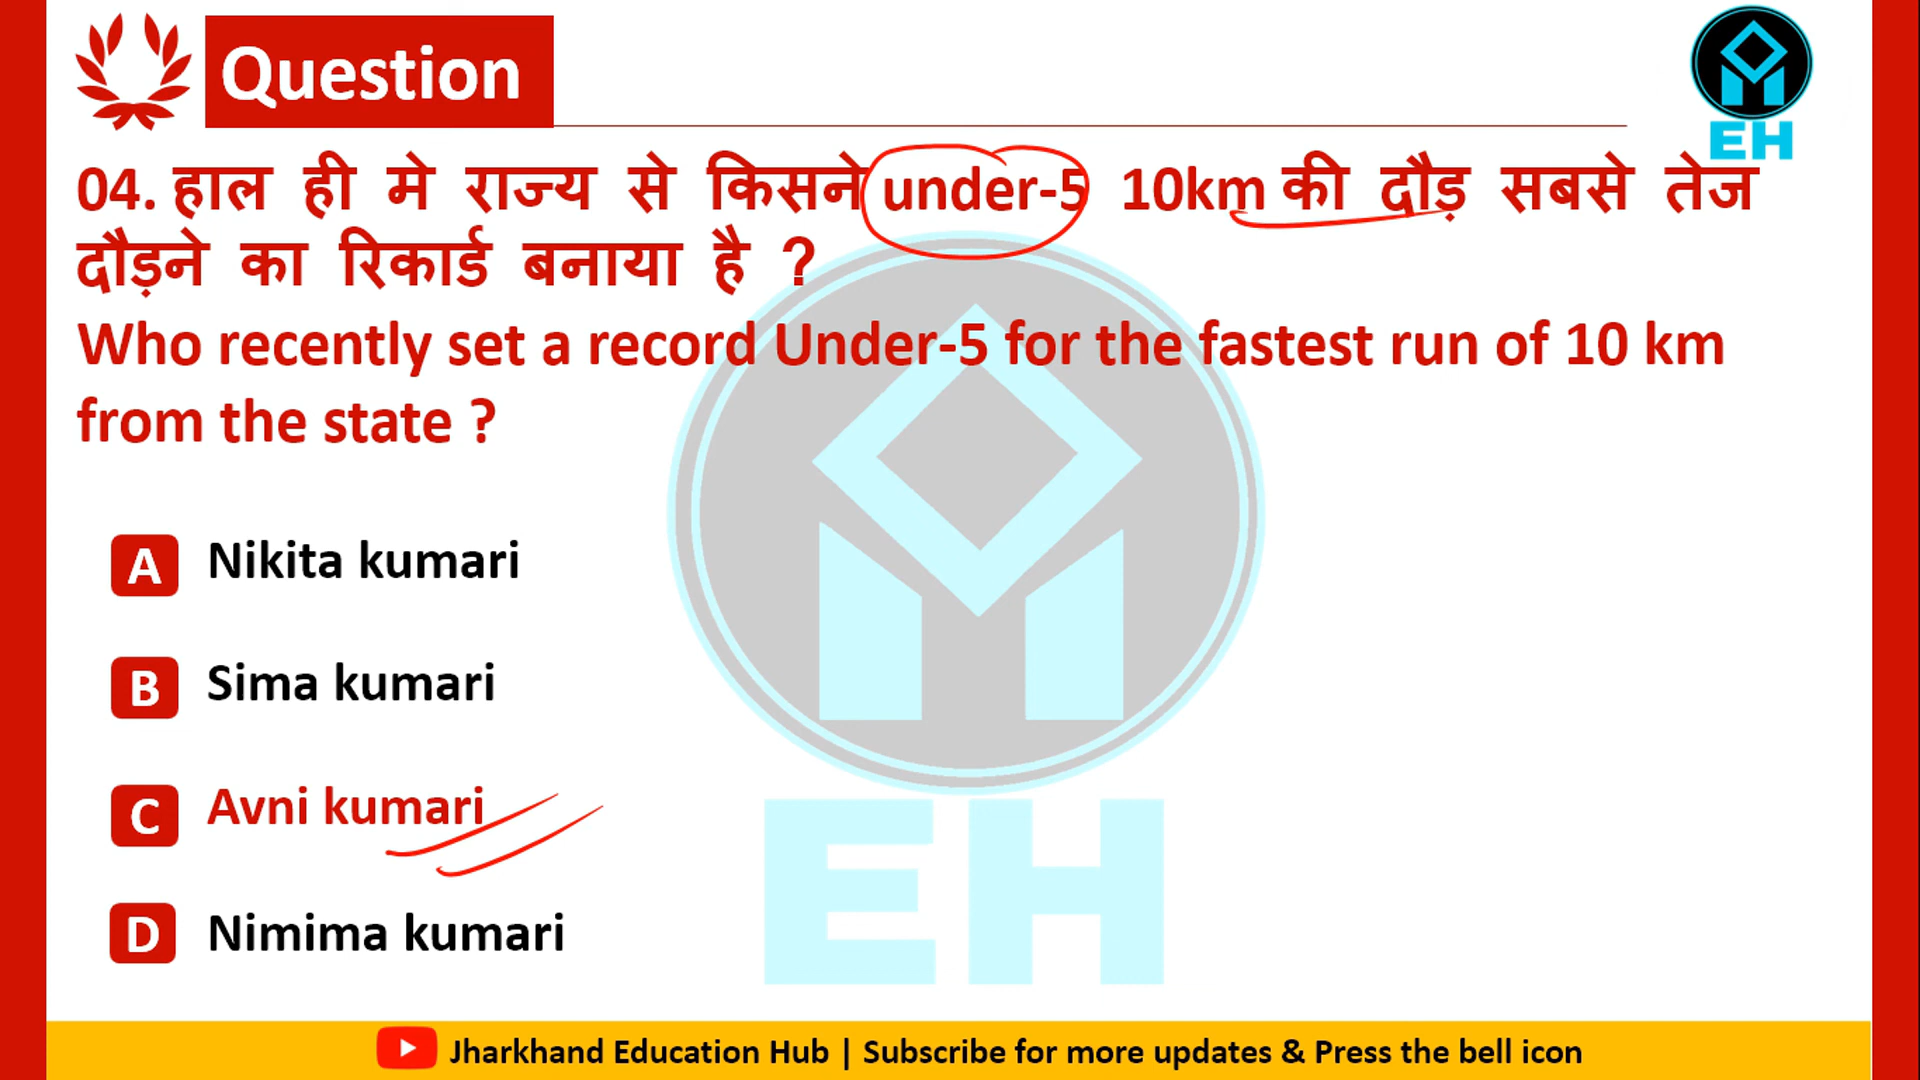 Question
EH
04. हाल ही मे राज्य से किसने under-5 10km की दौड़ सबसे तेज
दौड़ने का रिकार्ड बनाया है ?
Who recently set a record Under-5 for the fastest run of 10 km
from the state ?
A Nikita kumari
B Sima kumari
C Avni kumari
D Nimima kumari
EH
Jharkhand Education Hub | Subscribe for more updates & Press the bell icon